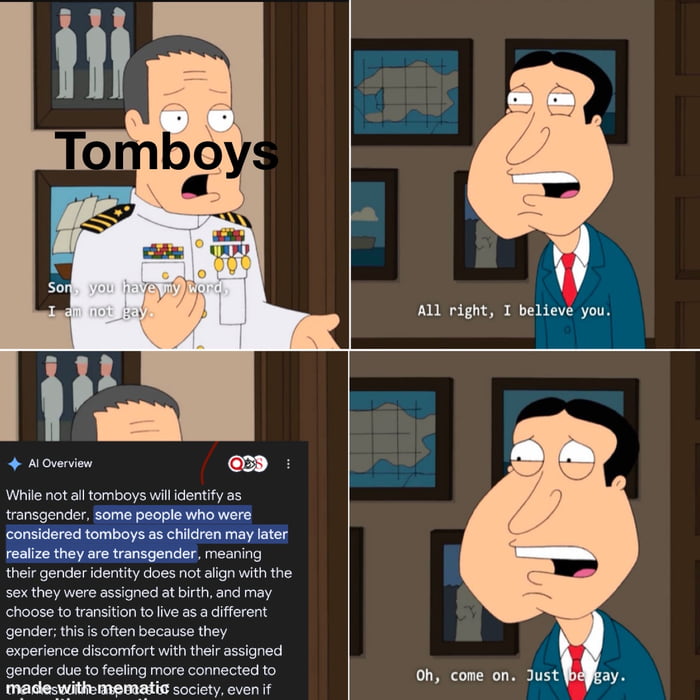 Tomboys
Son, you have my word,
I am not gay.
All right, I believe you.
AI Overview
While not all tomboys will identify as
transgender, some people who were
considered tomboys as children may later
realize they are transgender, meaning
their gender identity does not align with the
sex they were assigned at birth, and may
choose to transition to live as a different
gender; this is often because they
experience discomfort with their assigned
gender due to feeling more connected to
society, even if
made with mematic
Oh, come on. Just be gay.